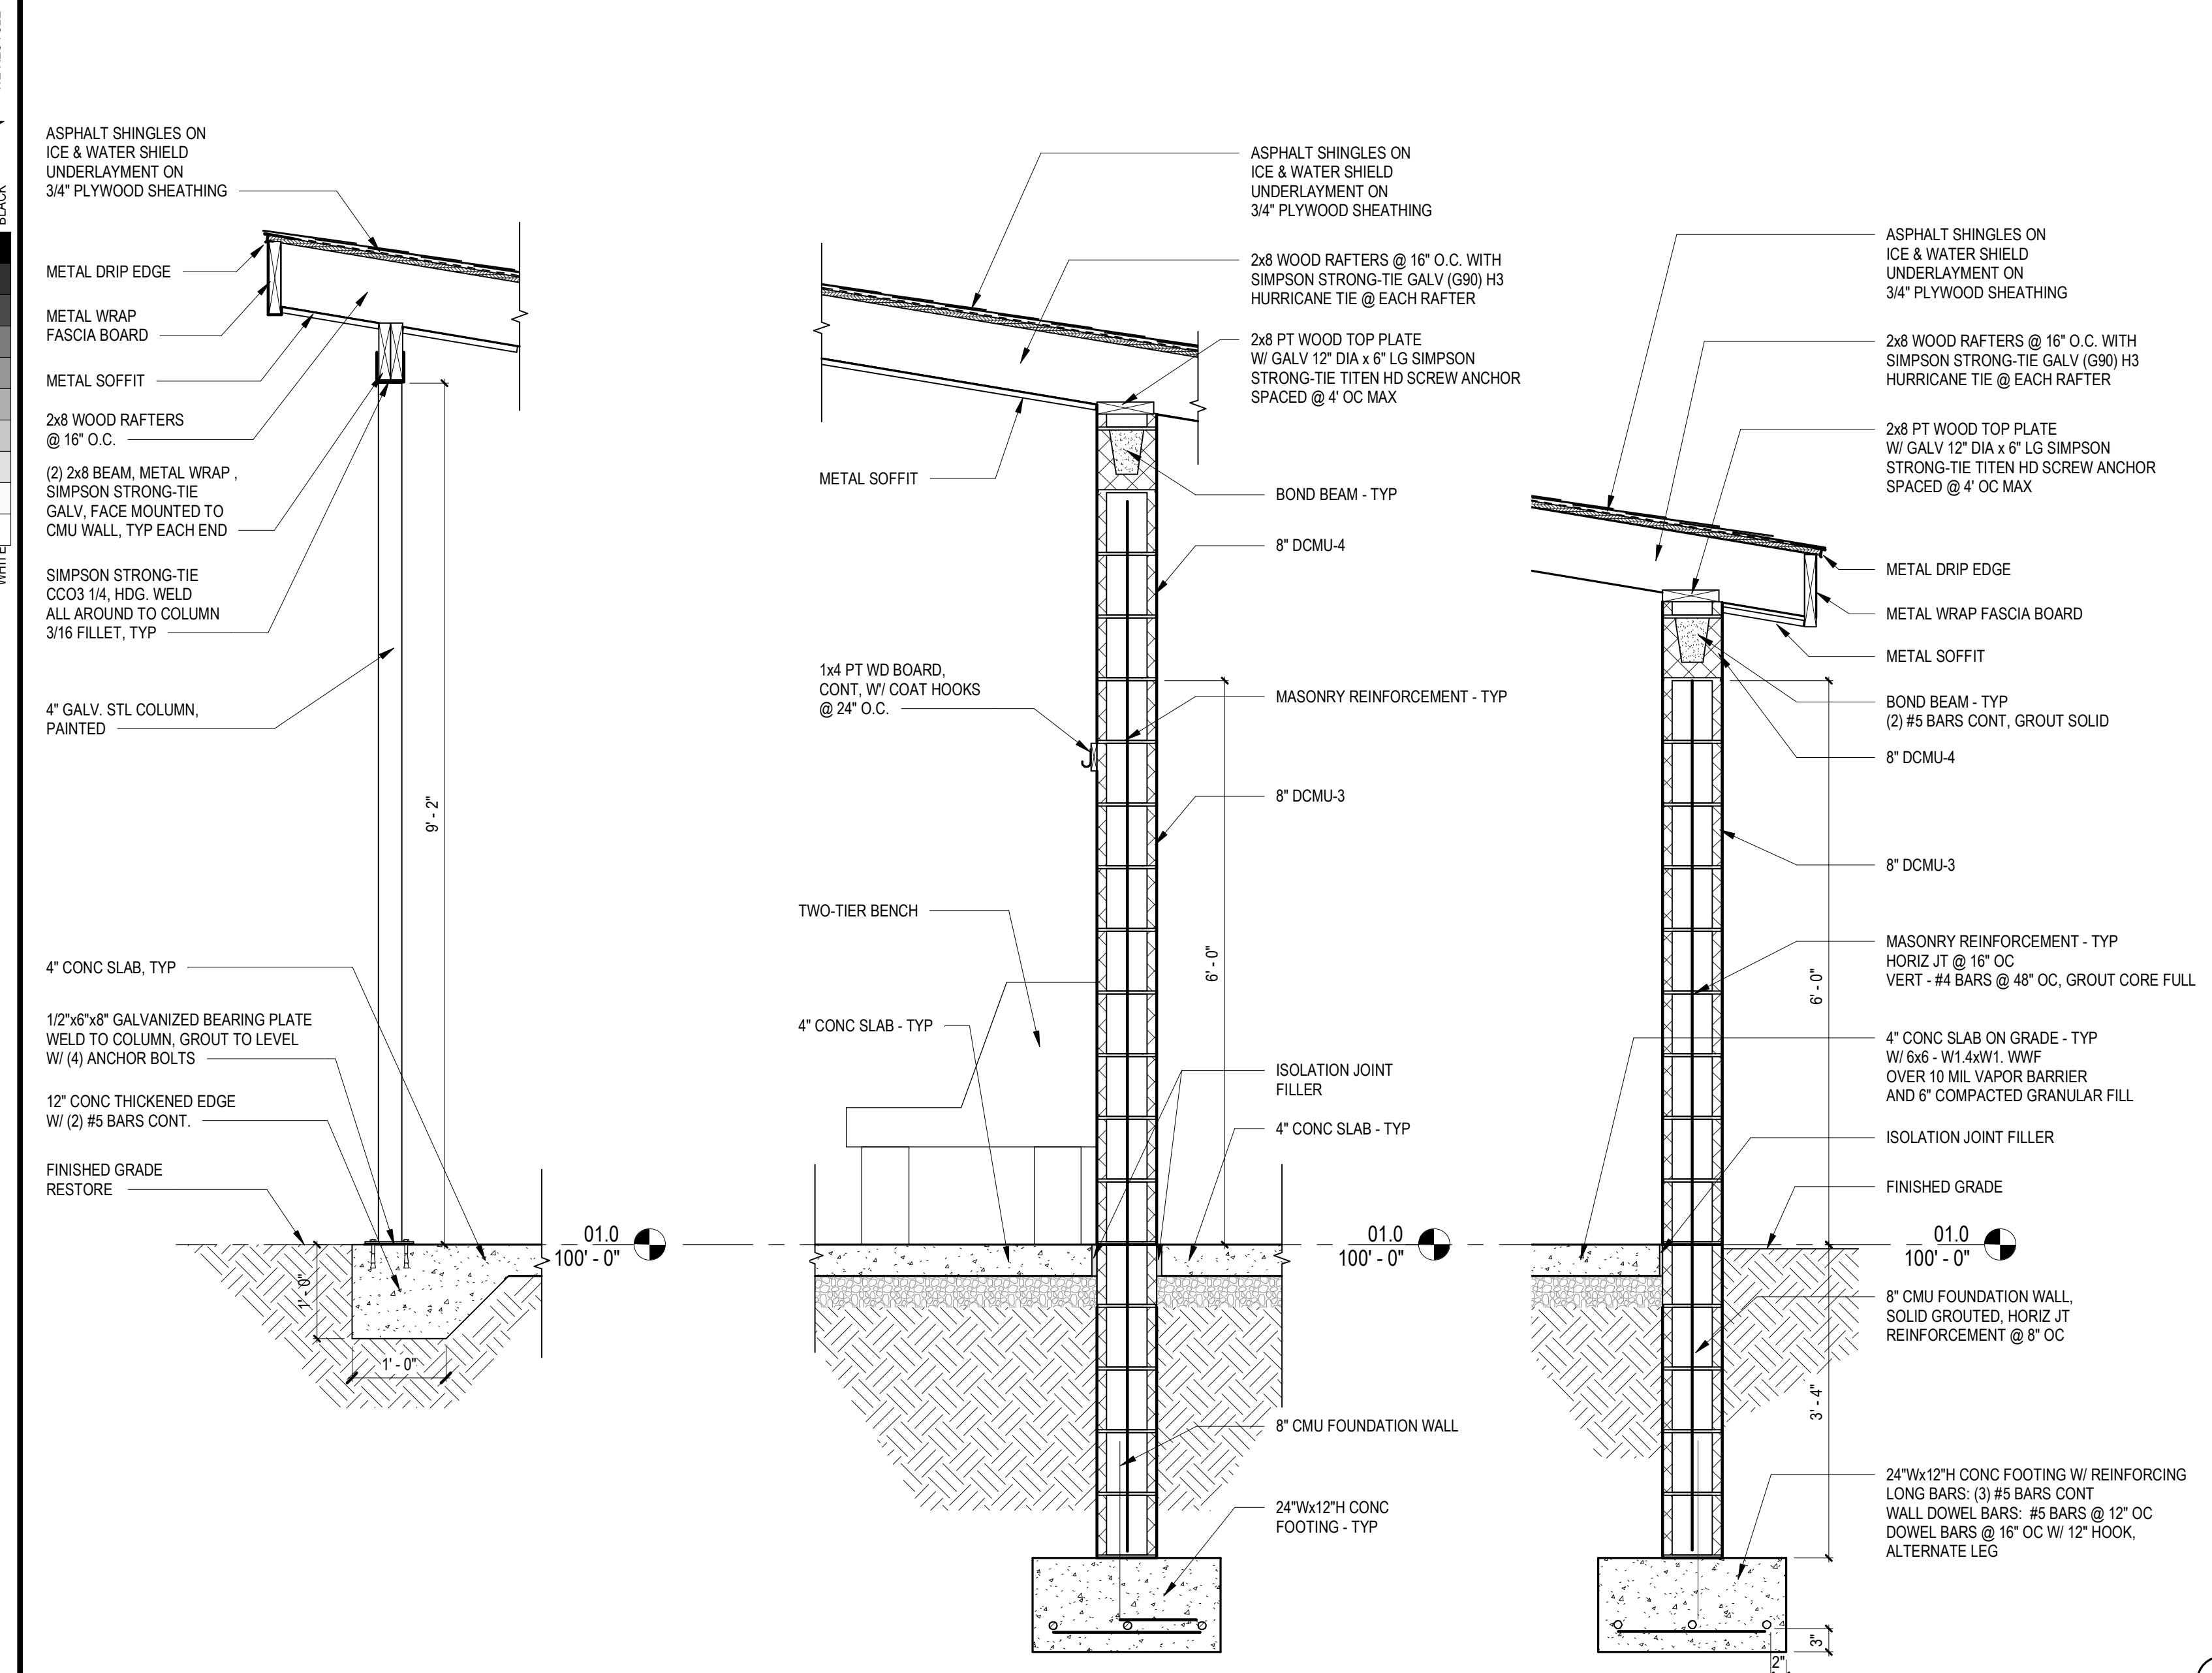 BLACK
WHITE
ASPHALT SHINGLES ON
ICE & WATER SHIELD
UNDERLAYMENT ON
3/4" PLYWOOD SHEATHING
METAL DRIP EDGE
METAL WRAP
FASCIA BOARD
METAL SOFFIT
2x8 WOOD RAFTERS
@ 16" O.C.
(2) 2x8 BEAM, METAL WRAP ,
SIMPSON STRONG-TIE
GALV, FACE MOUNTED TO
CMU WALL, TYP EACH END
SIMPSON STRONG-TIE
CCO3 1/4, HDG. WELD
ALL AROUND TO COLUMN
3/16 FILLET, TYP
4" GALV. STL COLUMN,
PAINTED
9' - 2"
4" CONC SLAB, TYP
1/2"x6"x8" GALVANIZED BEARING PLATE
WELD TO COLUMN, GROUT TO LEVEL
W/ (4) ANCHOR BOLTS
12" CONC THICKENED EDGE
W/ (2) #5 BARS CONT.
FINISHED GRADE
RESTORE
01.0
100' - 0"
1' - 0"
1' - 0"
ASPHALT SHINGLES ON
ICE & WATER SHIELD
UNDERLAYMENT ON
3/4" PLYWOOD SHEATHING
2x8 WOOD RAFTERS @ 16" O.C. WITH
SIMPSON STRONG-TIE GALV (G90) H3
HURRICANE TIE @ EACH RAFTER
2x8 PT WOOD TOP PLATE
W/ GALV 12" DIA x 6" LG SIMPSON
STRONG-TIE TITEN HD SCREW ANCHOR
SPACED @ 4' OC MAX
METAL SOFFIT
BOND BEAM - TYP
8" DCMU-4
1x4 PT WD BOARD,
CONT, W'/ COAT HOOKS
@ 24" O.C.
MASONRY REINFORCEMENT - TYP
8" DCMU-3
TWO-TIER BENCH
6' - 0"
4" CONC SLAB - TYP
ISOLATION JOINT
FILLER
4" CONC SLAB - TYP
01.0
100' - 0"
8" CMU FOUNDATION WALL
24"Wx12"H CONC
FOOTING - TYP
ASPHALT SHINGLES ON
ICE & WATER SHIELD
UNDERLAYMENT ON
3/4" PLYWOOD SHEATHING
2x8 WOOD RAFTERS @ 16" O.C. WITH
SIMPSON STRONG-TIE GALV (G90) H3
HURRICANE TIE @ EACH RAFTER
2x8 PT WOOD TOP PLATE
W/ GALV 12" DIA x 6" LG SIMPSON
STRONG-TIE TITEN HD SCREW ANCHOR
SPACED @ 4' OC MAX
METAL DRIP EDGE
METAL WRAP FASCIA BOARD
METAL SOFFIT
BOND BEAM - TYP
(2) #5 BARS CONT, GROUT SOLID
8" DCMU-4
8" DCMU-3
MASONRY REINFORCEMENT - TYP
HORIZ JT @ 16" OC
VERT - #4 BARS @ 48" OC, GROUT CORE FULL
6' - 0"
4" CONC SLAB ON GRADE - TYP
W/ 6x6 - W1.4xW1. WWF
OVER 10 MIL VAPOR BARRIER
AND 6" COMPACTED GRANULAR FILL
ISOLATION JOINT FILLER
FINISHED GRADE
01.0
100' - 0"
8" CMU FOUNDATION WALL,
SOLID GROUTED, HORIZ JT
REINFORCEMENT @ 8" OC
3' - 4"
24"Wx12"H CONC FOOTING W/ REINFORCING
LONG BARS: (3) #5 BARS CONT
WALL DOWEL BARS: #5 BARS @ 12" OC
DOWEL BARS @ 16" OC W/ 12" HOOK,
ALTERNATE LEG
3"
2"